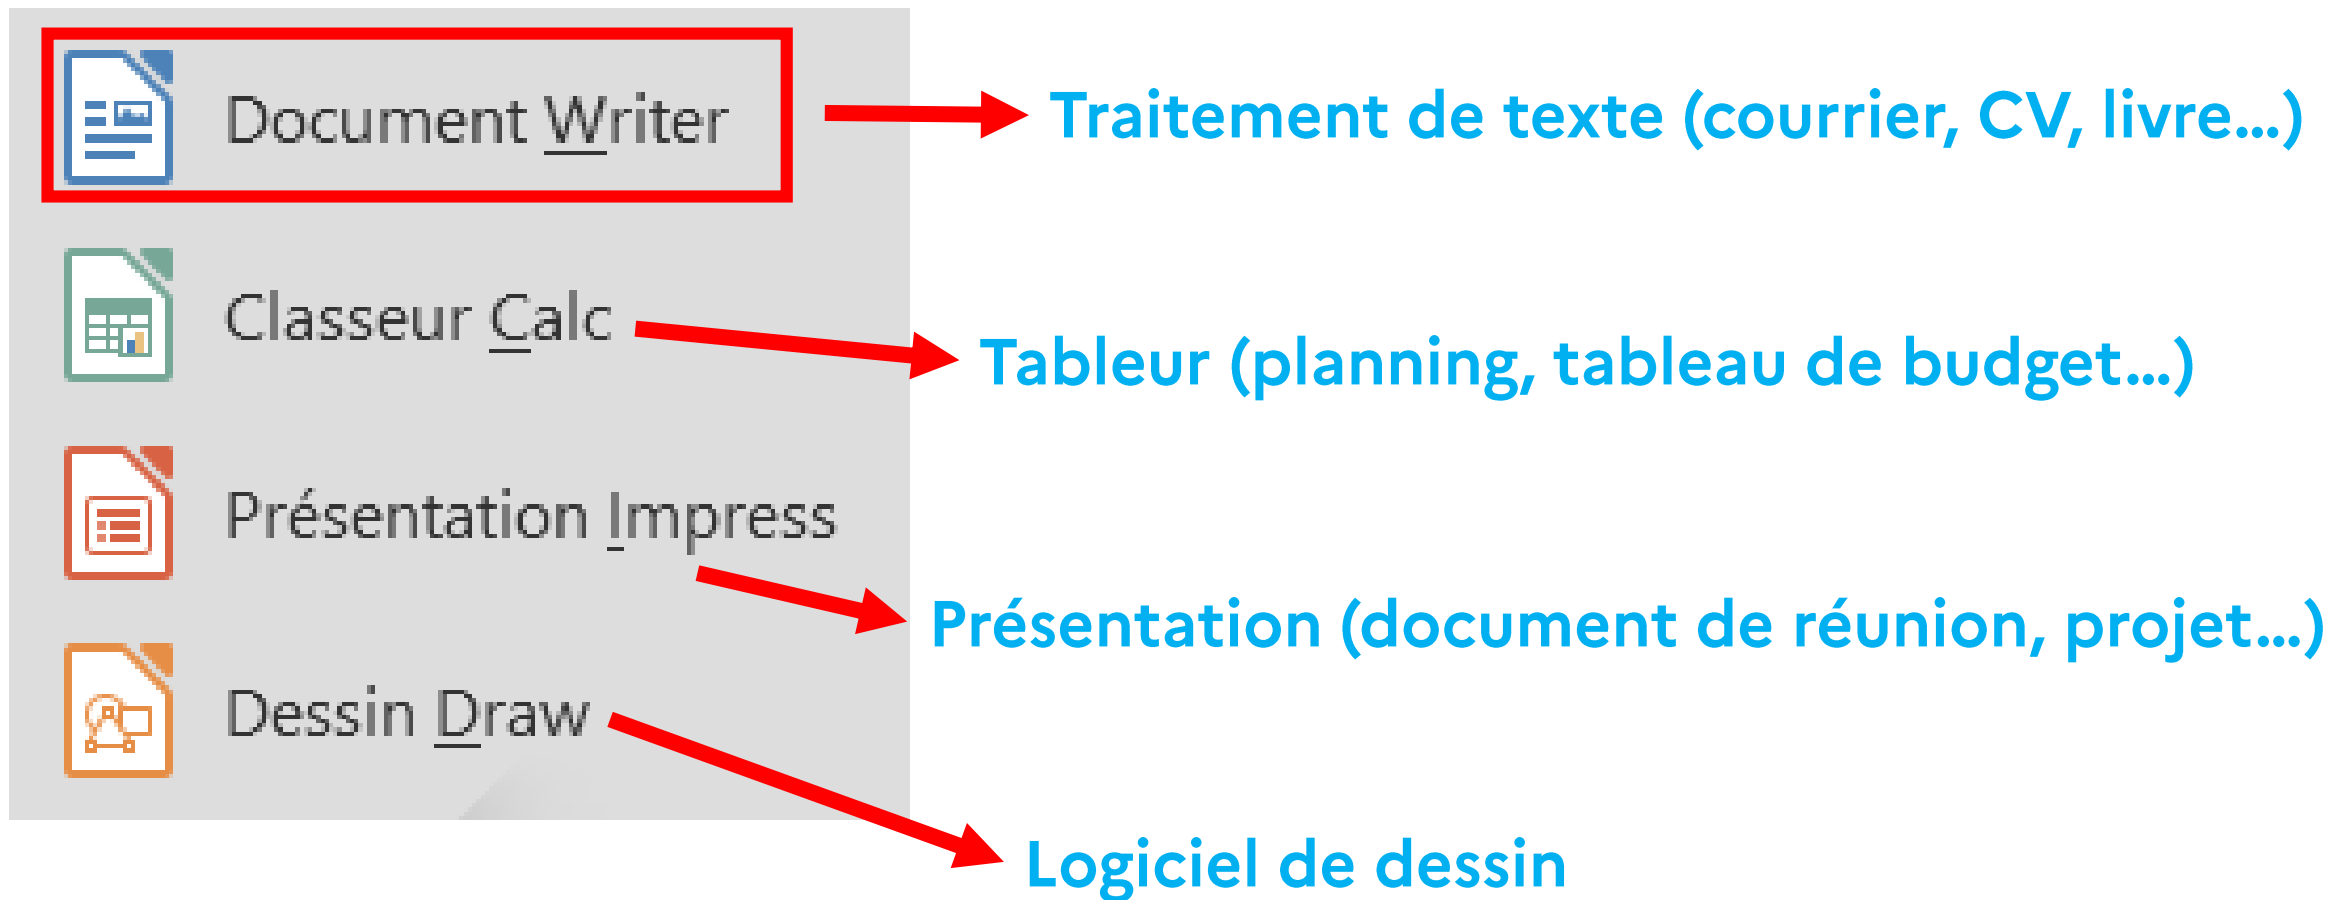 Document Writer
Traitement de texte (courrier, CV, livre...)
Classeur Calc
Tableur (planning, tableau de budget...)
Présentation Impress
Présentation (document de réunion, projet...)
Dessin Draw
Logiciel de dessin